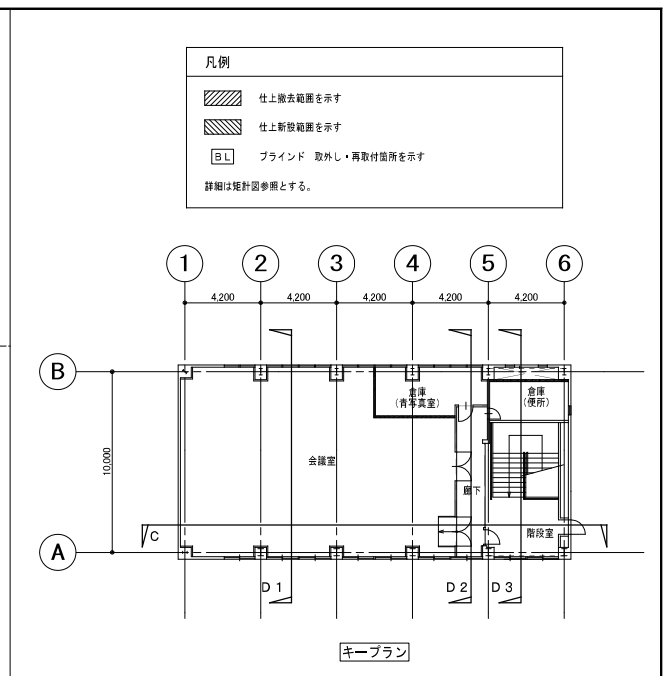 凡例
仕上撤去範囲を示す
仕上新設範囲を示す
BL ブラインド 取外し・再取付箇所を示す
詳細は矩計図参照とする。
1 2 3 4 5 6
4,200 4,200 4,200 4,200 4,200
B
倉庫
(青写真室)
倉庫
(便所)
10,000
会議室
廊下
C
階段室
A
D1 D2 D3
キープラン